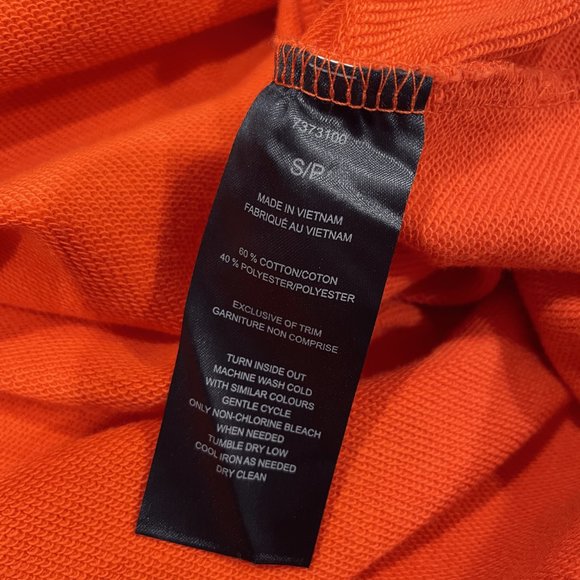 7373100
S/P
MADE IN VIETNAM
FABRIQUÉ AU VIETNAM
60 % COTTON/COTON
40 % POLYESTER/POLYESTER
EXCLUSIVE OF TRIM
GARNITURE NON COMPRISE
TURN INSIDE OUT
MACHINE WASH COLD
WITH SIMILAR COLOURS
GENTLE CYCLE
ONLY NON-CHLORINE BLEACH
WHEN NEEDED
TUMBLE DRY LOW
COOL IRON AS NEEDED
DRY CLEAN